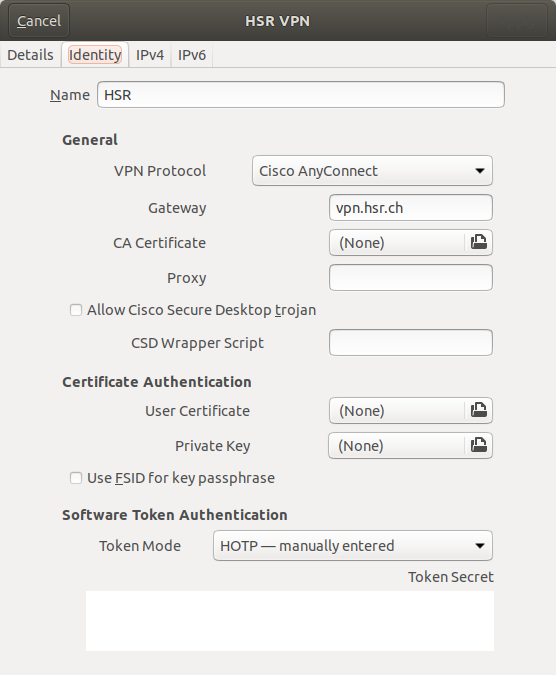 Cancel
HSR VPN
Details
Identity
IPv4
IPv6
Name
HSR
General
VPN Protocol
Cisco AnyConnect
Gateway
vpn.hsr.ch
CA Certificate
(None)
Proxy
Allow Cisco Secure Desktop trojan
CSD Wrapper Script
Certificate Authentication
User Certificate
(None)
Private Key
(None)
Use FSID for key passphrase
Software Token Authentication
Token Mode
HOTP — manually entered
Token Secret